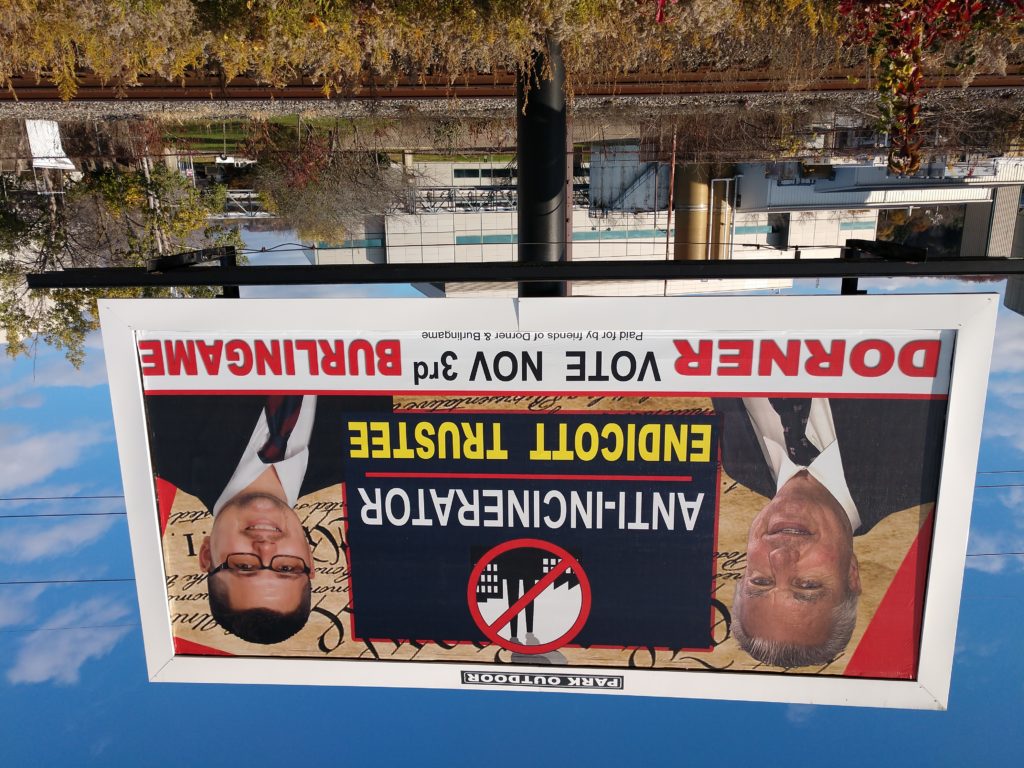 PARK OUTDOOR
ANTI-INCINERATOR
ENDICOTT TRUSTEE
DORNER VOTE NOV 3rd BURLINGAME
Paid for by friends of Dorner & Burlingame